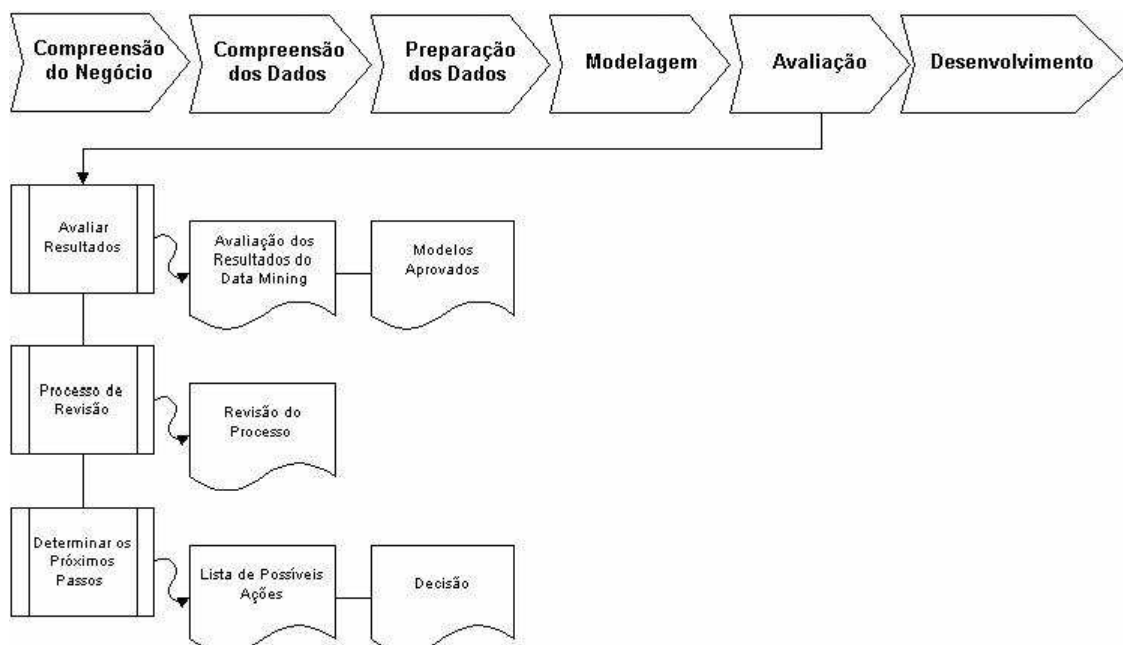 Compreensão
do Negócio
Compreensão
dos Dados
Preparação
dos Dados
Modelagem
Avaliação
Desenvolvimento
Avaliar
Resultados
Avaliação dos
Resultados do
Data Mining
Modelos
Aprovados
Processo de
Revisão
Revisão do
Processo
Determinar os
Próximos
Passos
Lista de Possíveis
Ações
Decisão